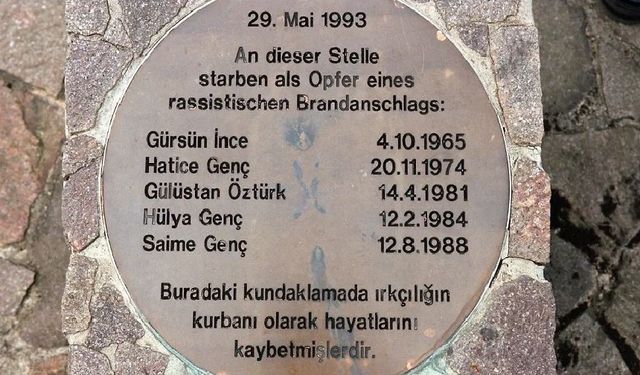 29. Mai 1993
An dieser Stelle
starben als Opfer eines
rassistischen Brandanschlags:
Gürsün İnce 4.10.1965
Hatice Genç 20.11.1974
Gülüstan Öztürk 14.4.1981
Hülya Genç 12.2.1984
Saime Genç 12.8.1988
Buradaki kundaklamada ırkçılığın
kurbanı olarak hayatlarını
kaybetmişlerdir.